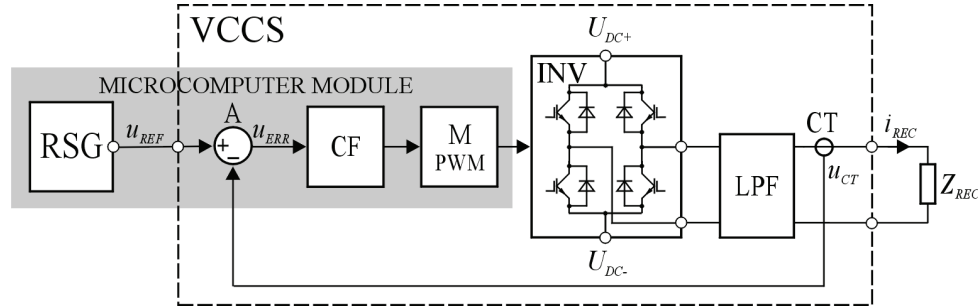 VCCS
U_DC+
INV
MICROCOMPUTER MODULE
A
CT
i_REC
RSG
u_REF
+
−
u_ERR
CF
M
PWM
LPF
u_CT
Z_REC
U_DC-